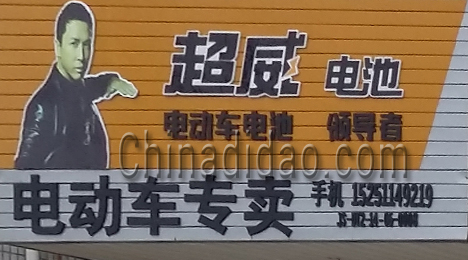 超威 电池
电动车电池 领导者
Chinadidao.com
电动车专卖
手机 15251149219